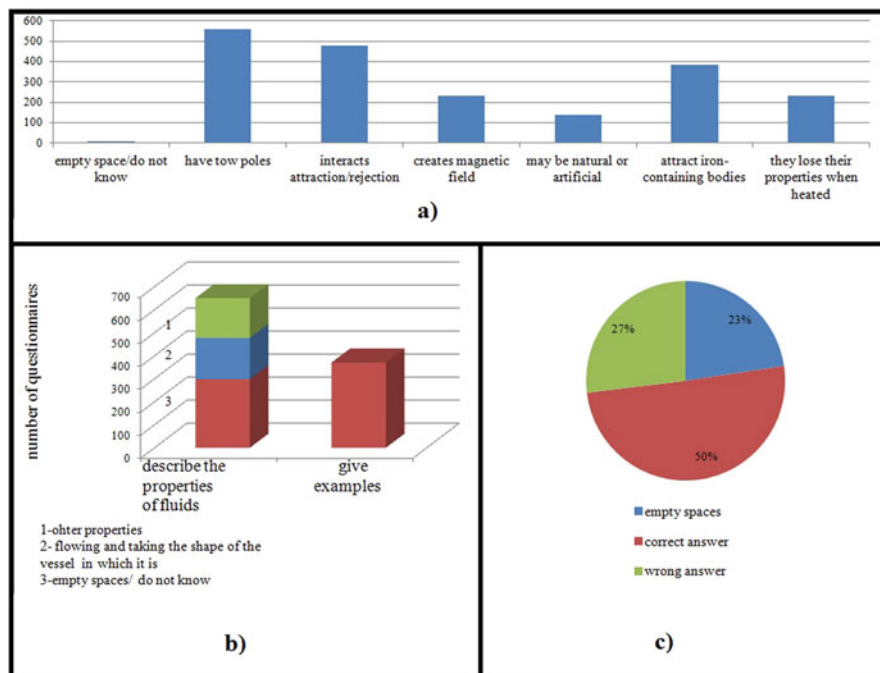 600
500
400
300
200
100
0
empty space/do not know
have tow poles
interacts attraction/rejection
creates magnetic field
may be natural or artificial
attract iron-containing bodies
they lose their properties when heated
a)
number of questionnaires
700
600
500
400
300
200
100
0
1
2
3
describe the properties of fluids
give examples
1-ohter properties
2- flowing and taking the shape of the
vessel in which it is
3-empty spaces/ do not know
b)
23%
27%
50%
empty spaces
correct answer
wrong answer
c)